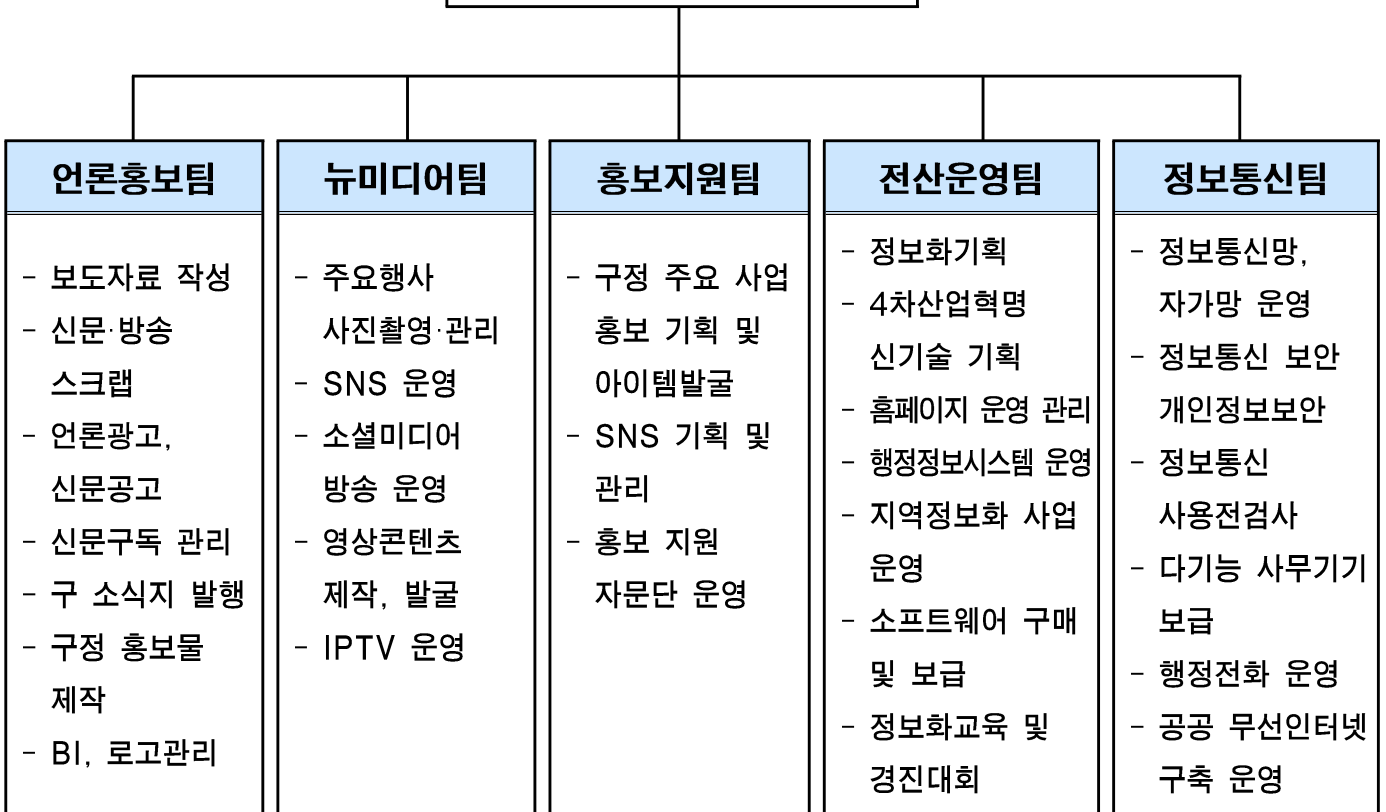 언론홍보팀
- 보도자료 작성
- 신문·방송
스크랩
- 언론광고,
신문공고
- 신문구독 관리
- 구 소식지 발행
- 구정 홍보물
제작
- BI, 로고관리
뉴미디어팀
- 주요행사
사진촬영·관리
- SNS 운영
- 소셜미디어
방송 운영
- 영상콘텐츠
제작, 발굴
- IPTV 운영
홍보지원팀
- 구정 주요 사업
홍보 기획 및
아이템발굴
- SNS 기획 및
관리
- 홍보 지원
자문단 운영
전산운영팀
- 정보화기획
- 4차산업혁명
신기술 기획
- 홈페이지 운영 관리
- 행정정보시스템 운영
- 지역정보화 사업
운영
- 소프트웨어 구매
및 보급
- 정보화교육 및
경진대회
정보통신팀
- 정보통신망,
자가망 운영
- 정보통신 보안
개인정보보안
- 정보통신
사용전검사
- 다기능 사무기기
보급
- 행정전화 운영
- 공공 무선인터넷
구축 운영